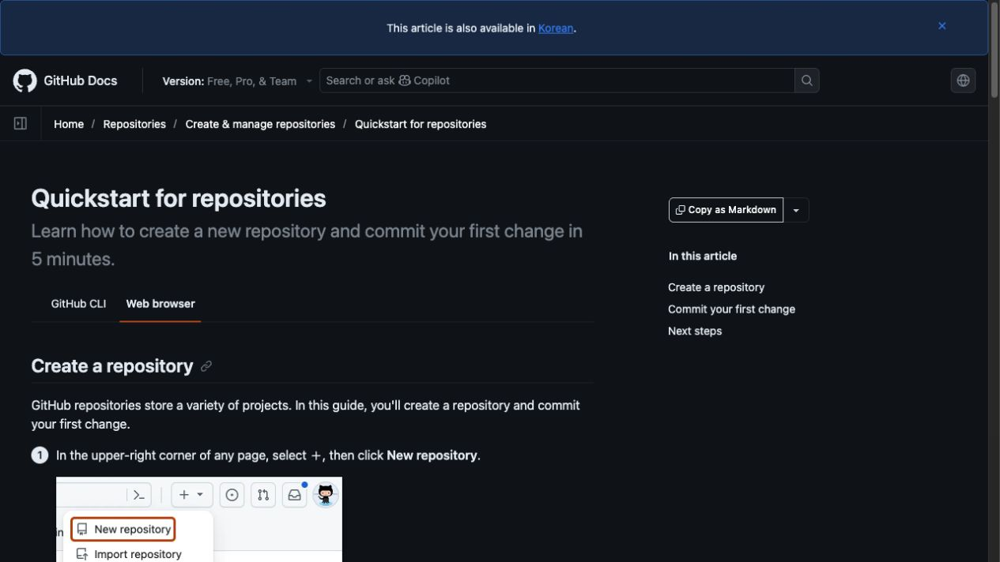 This article is also available in Korean.
GitHub Docs
Version: Free, Pro, & Team
Search or ask Copilot
Home / Repositories / Create & manage repositories / Quickstart for repositories
Quickstart for repositories
Copy as Markdown
Learn how to create a new repository and commit your first change in
5 minutes.
In this article
Create a repository
Commit your first change
Next steps
GitHub CLI
Web browser
Create a repository
GitHub repositories store a variety of projects. In this guide, you'll create a repository and commit
your first change.
1 In the upper-right corner of any page, select +, then click New repository.
in
New repository
Import repository